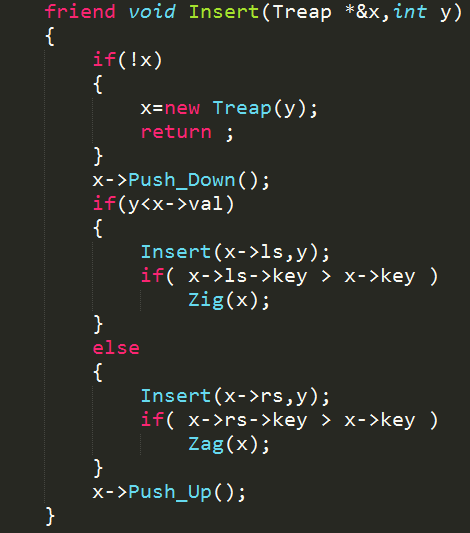 friend void Insert(Treap *&x,int y)
{
    if(!x)
    {
        x=new Treap(y);
        return ;
    }
    x->Push_Down();
    if(y<x->val)
    {
        Insert(x->ls,y);
        if( x->ls->key > x->key )
            Zig(x);
    }
    else
    {
        Insert(x->rs,y);
        if( x->rs->key > x->key )
            Zag(x);
    }
    x->Push_Up();
}